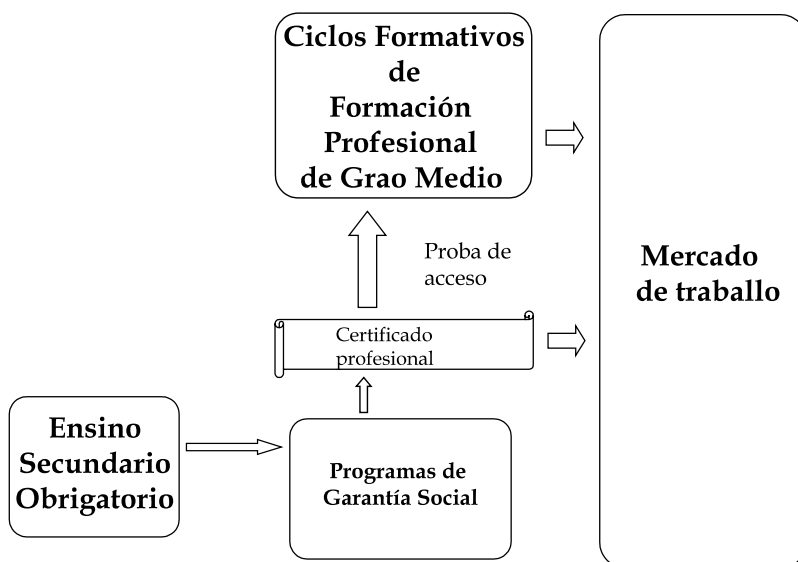 Ciclos Formativos
de
Formación
Profesional
de Grao Medio
Proba de
acceso
Mercado
de traballo
Certificado
profesional
Ensino
Secundario
Obrigatorio
Programas de
Garantía Social